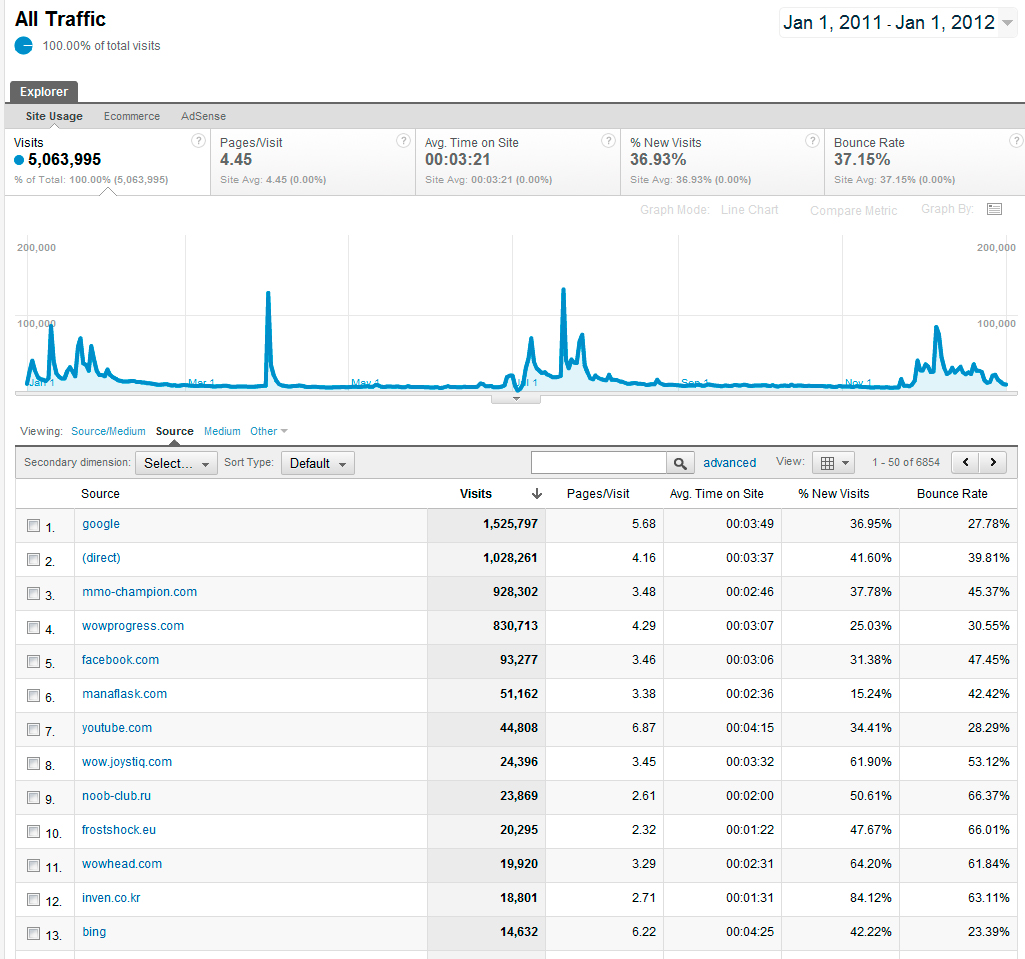 All Traffic
Jan 1, 2011 - Jan 1, 2012
100.00% of total visits
Explorer
Site Usage Ecommerce AdSense
Visits ? Pages/Visit ? Avg. Time on Site ? % New Visits ? Bounce Rate ?
5,063,995 4.45 00:03:21 36.93% 37.15%
% of Total: 100.00% (5,063,995) Site Avg: 4.45 (0.00%) Site Avg: 00:03:21 (0.00%) Site Avg: 36.93% (0.00%) Site Avg: 37.15% (0.00%)
Graph Mode: Line Chart Compare Metric Graph By:
200,000 200,000
100,000 100,000
Jan 1 Mar 1 May 1 Jul 1 Sep 1 Nov 1
Viewing: Source/Medium Source Medium Other
Secondary dimension: Select... Sort Type: Default advanced View: 1 - 50 of 6854
Source Visits Pages/Visit Avg. Time on Site % New Visits Bounce Rate
1. google 1,525,797 5.68 00:03:49 36.95% 27.78%
2. (direct) 1,028,261 4.16 00:03:37 41.60% 39.81%
3. mmo-champion.com 928,302 3.48 00:02:46 37.78% 45.37%
4. wowprogress.com 830,713 4.29 00:03:07 25.03% 30.55%
5. facebook.com 93,277 3.46 00:03:06 31.38% 47.45%
6. manaflask.com 51,162 3.38 00:02:36 15.24% 42.42%
7. youtube.com 44,808 6.87 00:04:15 34.41% 28.29%
8. wow.joystiq.com 24,396 3.45 00:03:32 61.90% 53.12%
9. noob-club.ru 23,869 2.61 00:02:00 50.61% 66.37%
10. frostshock.eu 20,295 2.32 00:01:22 47.67% 66.01%
11. wowhead.com 19,920 3.29 00:02:31 64.20% 61.84%
12. inven.co.kr 18,801 2.71 00:01:31 84.12% 63.11%
13. bing 14,632 6.22 00:04:25 42.22% 23.39%